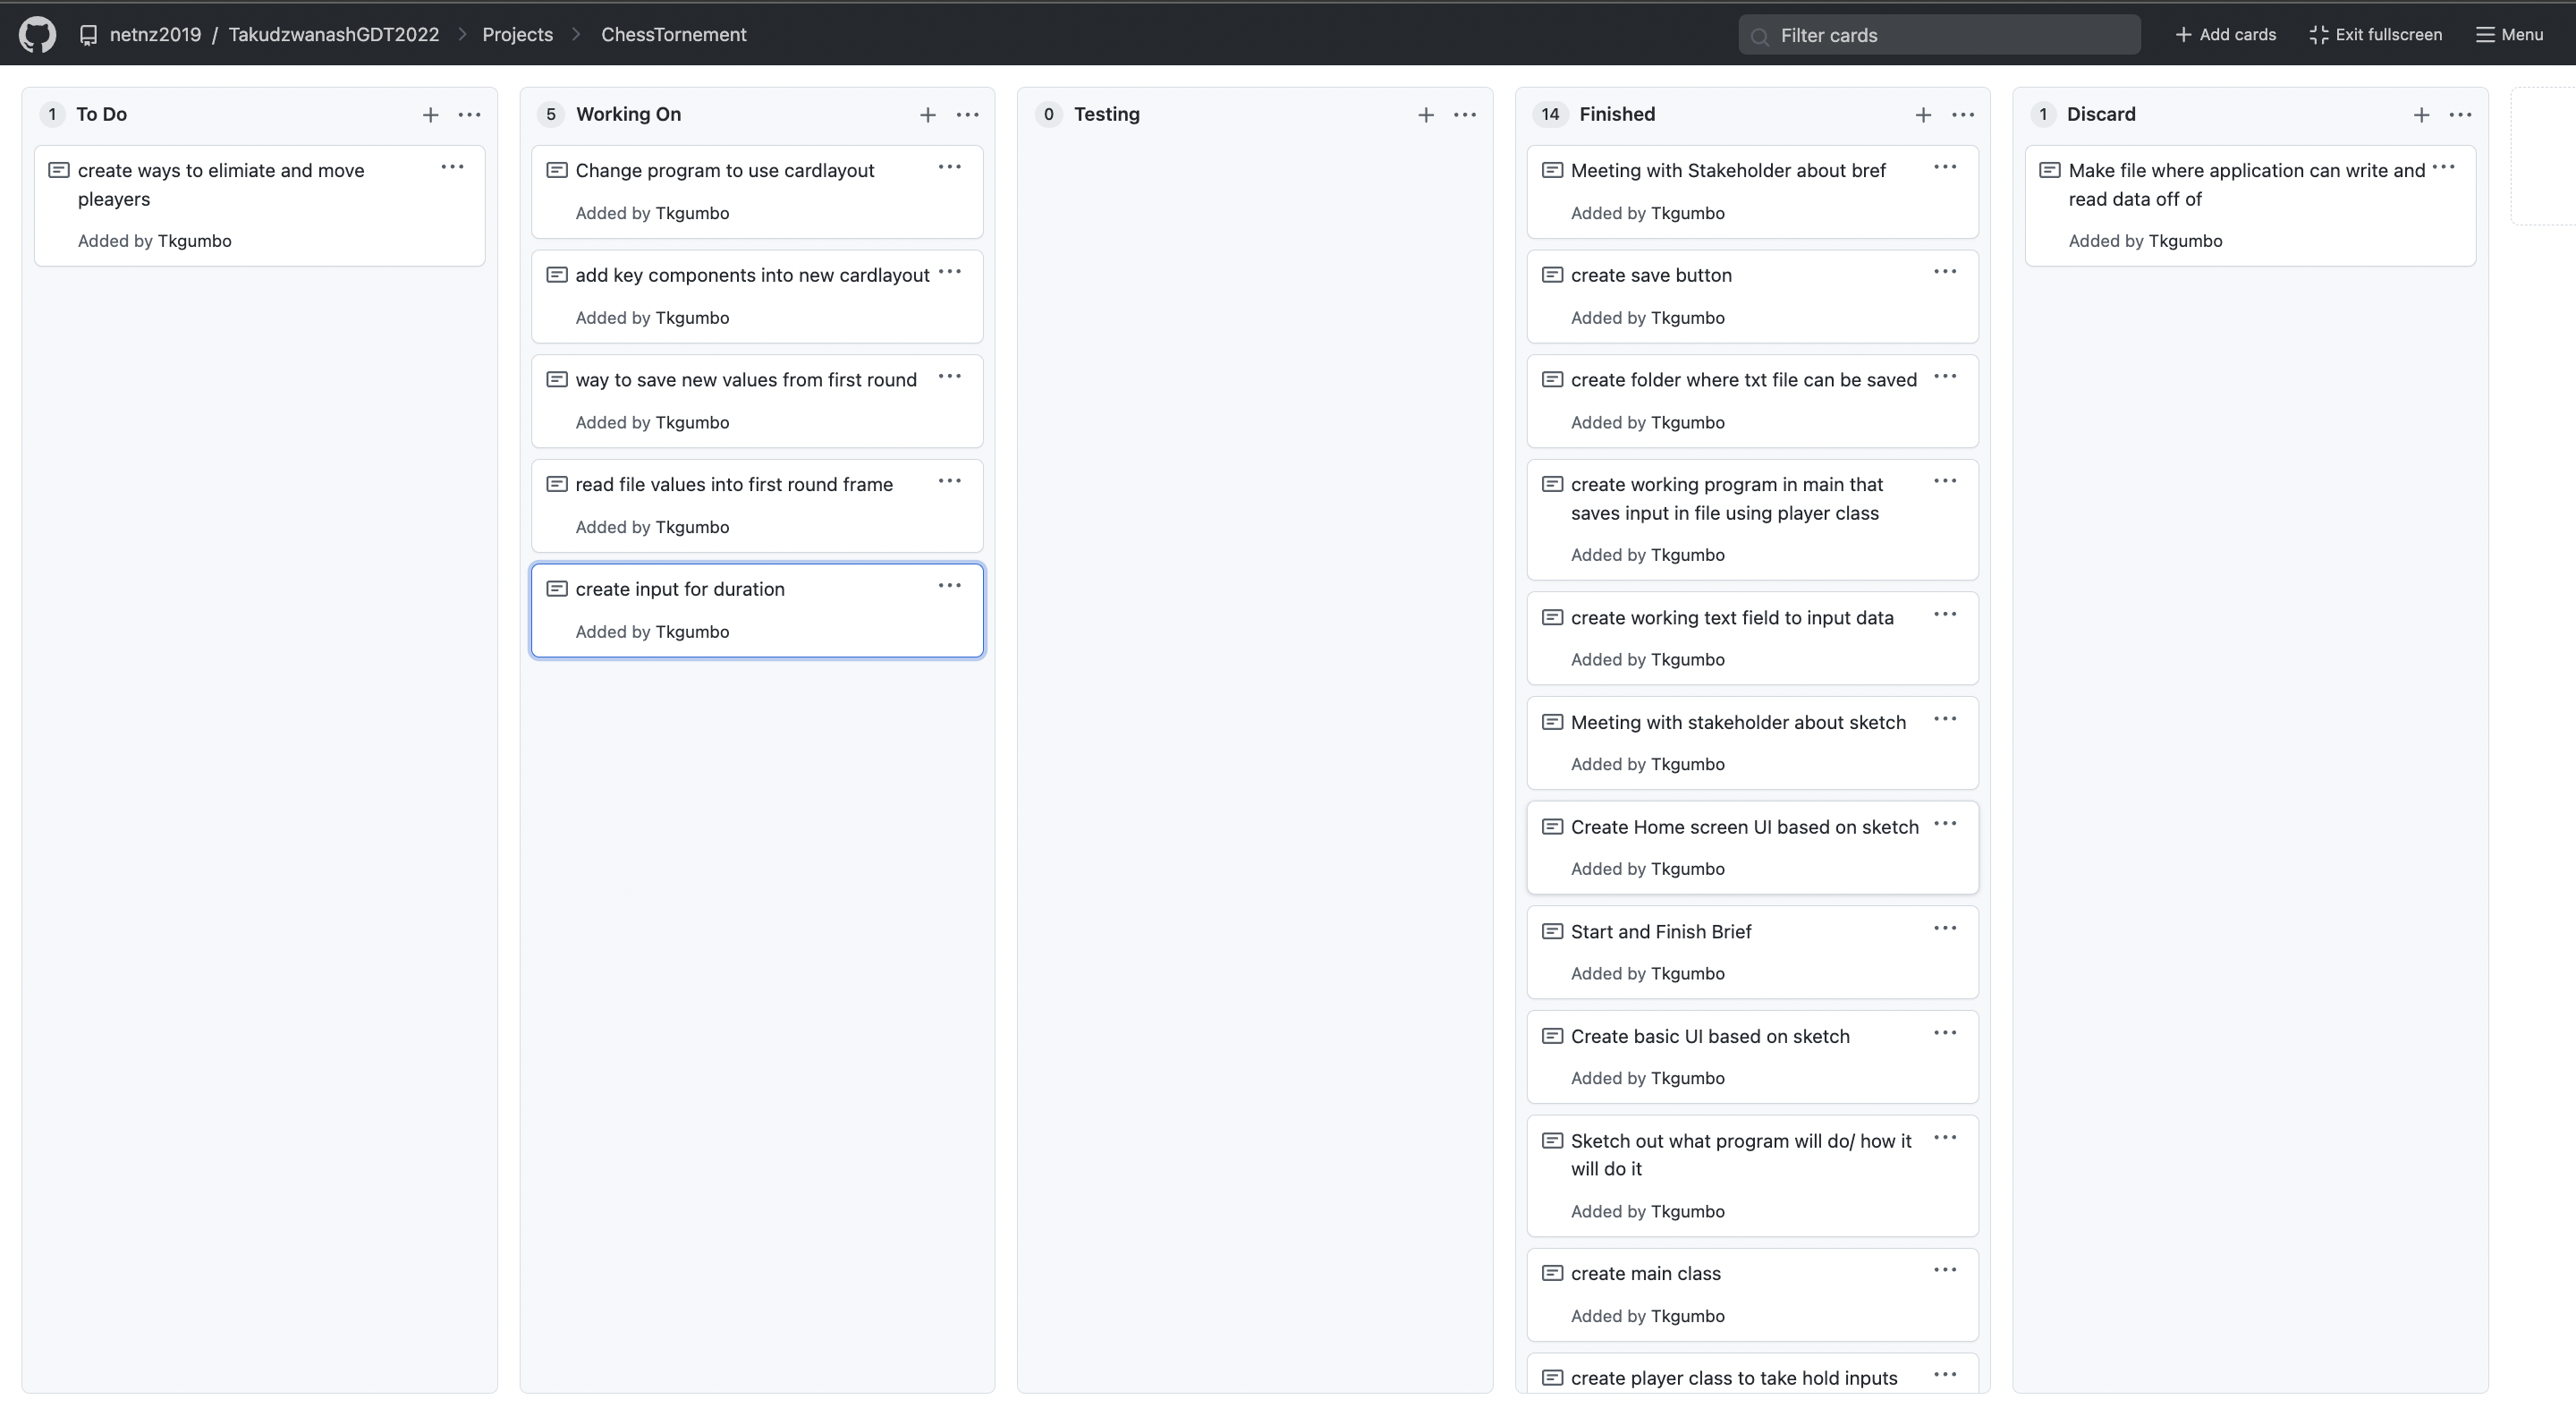 netnz2019 / TakudzwanashGDT2022 > Projects > ChessTornement
Filter cards
Add cards
Exit fullscreen
Menu
1 To Do
create ways to elimiate and move
pleayers
Added by Tkgumbo
5 Working On
Change program to use cardlayout
Added by Tkgumbo
add key components into new cardlayout
Added by Tkgumbo
way to save new values from first round
Added by Tkgumbo
read file values into first round frame
Added by Tkgumbo
create input for duration
Added by Tkgumbo
0 Testing
14 Finished
Meeting with Stakeholder about bref
Added by Tkgumbo
create save button
Added by Tkgumbo
create folder where txt file can be saved
Added by Tkgumbo
create working program in main that
saves input in file using player class
Added by Tkgumbo
create working text field to input data
Added by Tkgumbo
Meeting with stakeholder about sketch
Added by Tkgumbo
Create Home screen UI based on sketch
Added by Tkgumbo
Start and Finish Brief
Added by Tkgumbo
Create basic UI based on sketch
Added by Tkgumbo
Sketch out what program will do/ how it
will do it
Added by Tkgumbo
create main class
Added by Tkgumbo
create player class to take hold inputs
1 Discard
Make file where application can write and
read data off of
Added by Tkgumbo